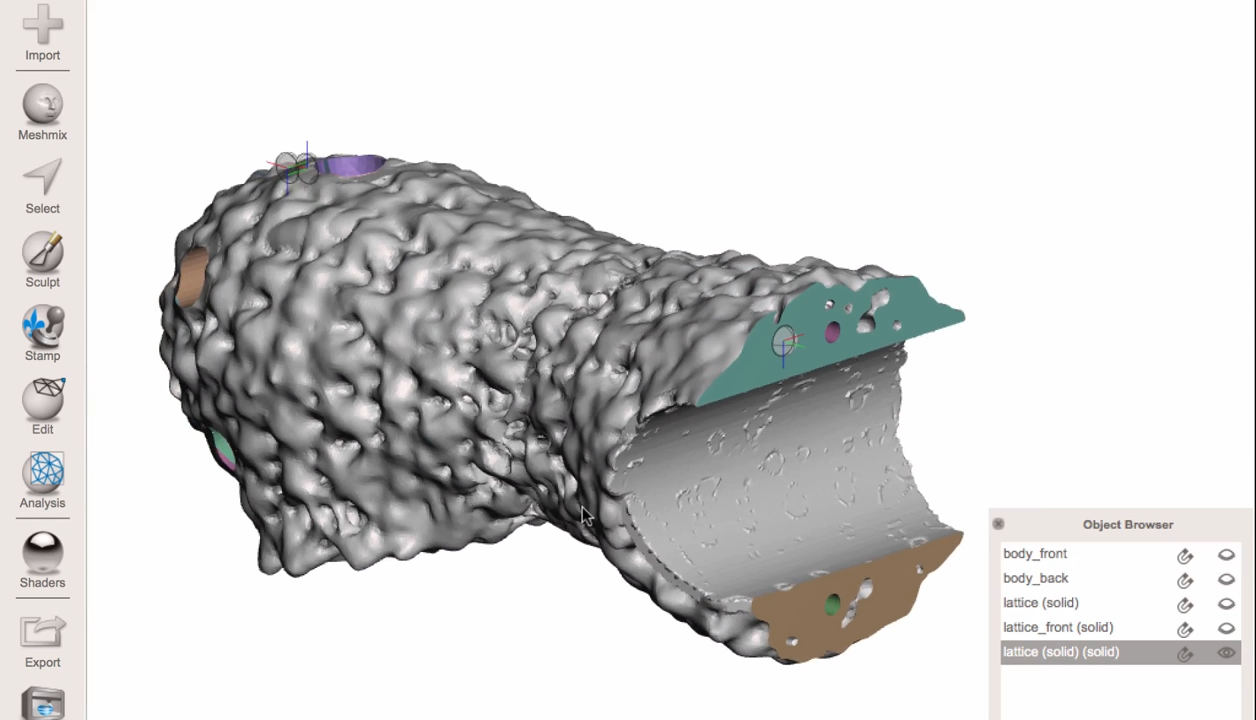 Import
Meshmix
Select
Sculpt
Stamp
Edit
Analysis
Shaders
Export
Object Browser
body_front
body_back
lattice (solid)
lattice_front (solid)
lattice (solid) (solid)